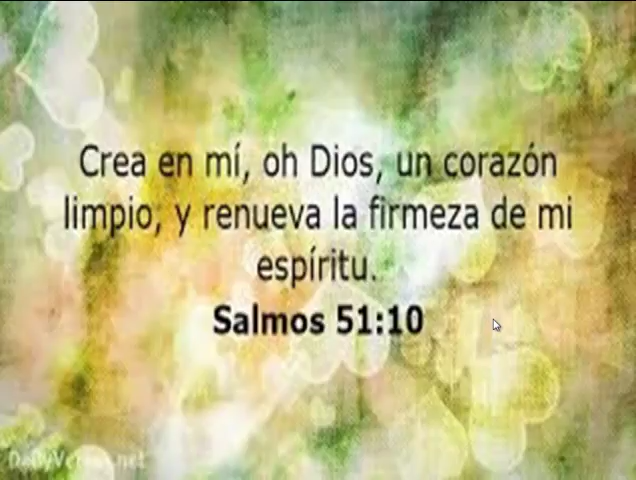 Crea en mí, oh Dios, un corazón
limpio, y renueva la firmeza de mi
espíritu.
Salmos 51:10
DailyVerses.net